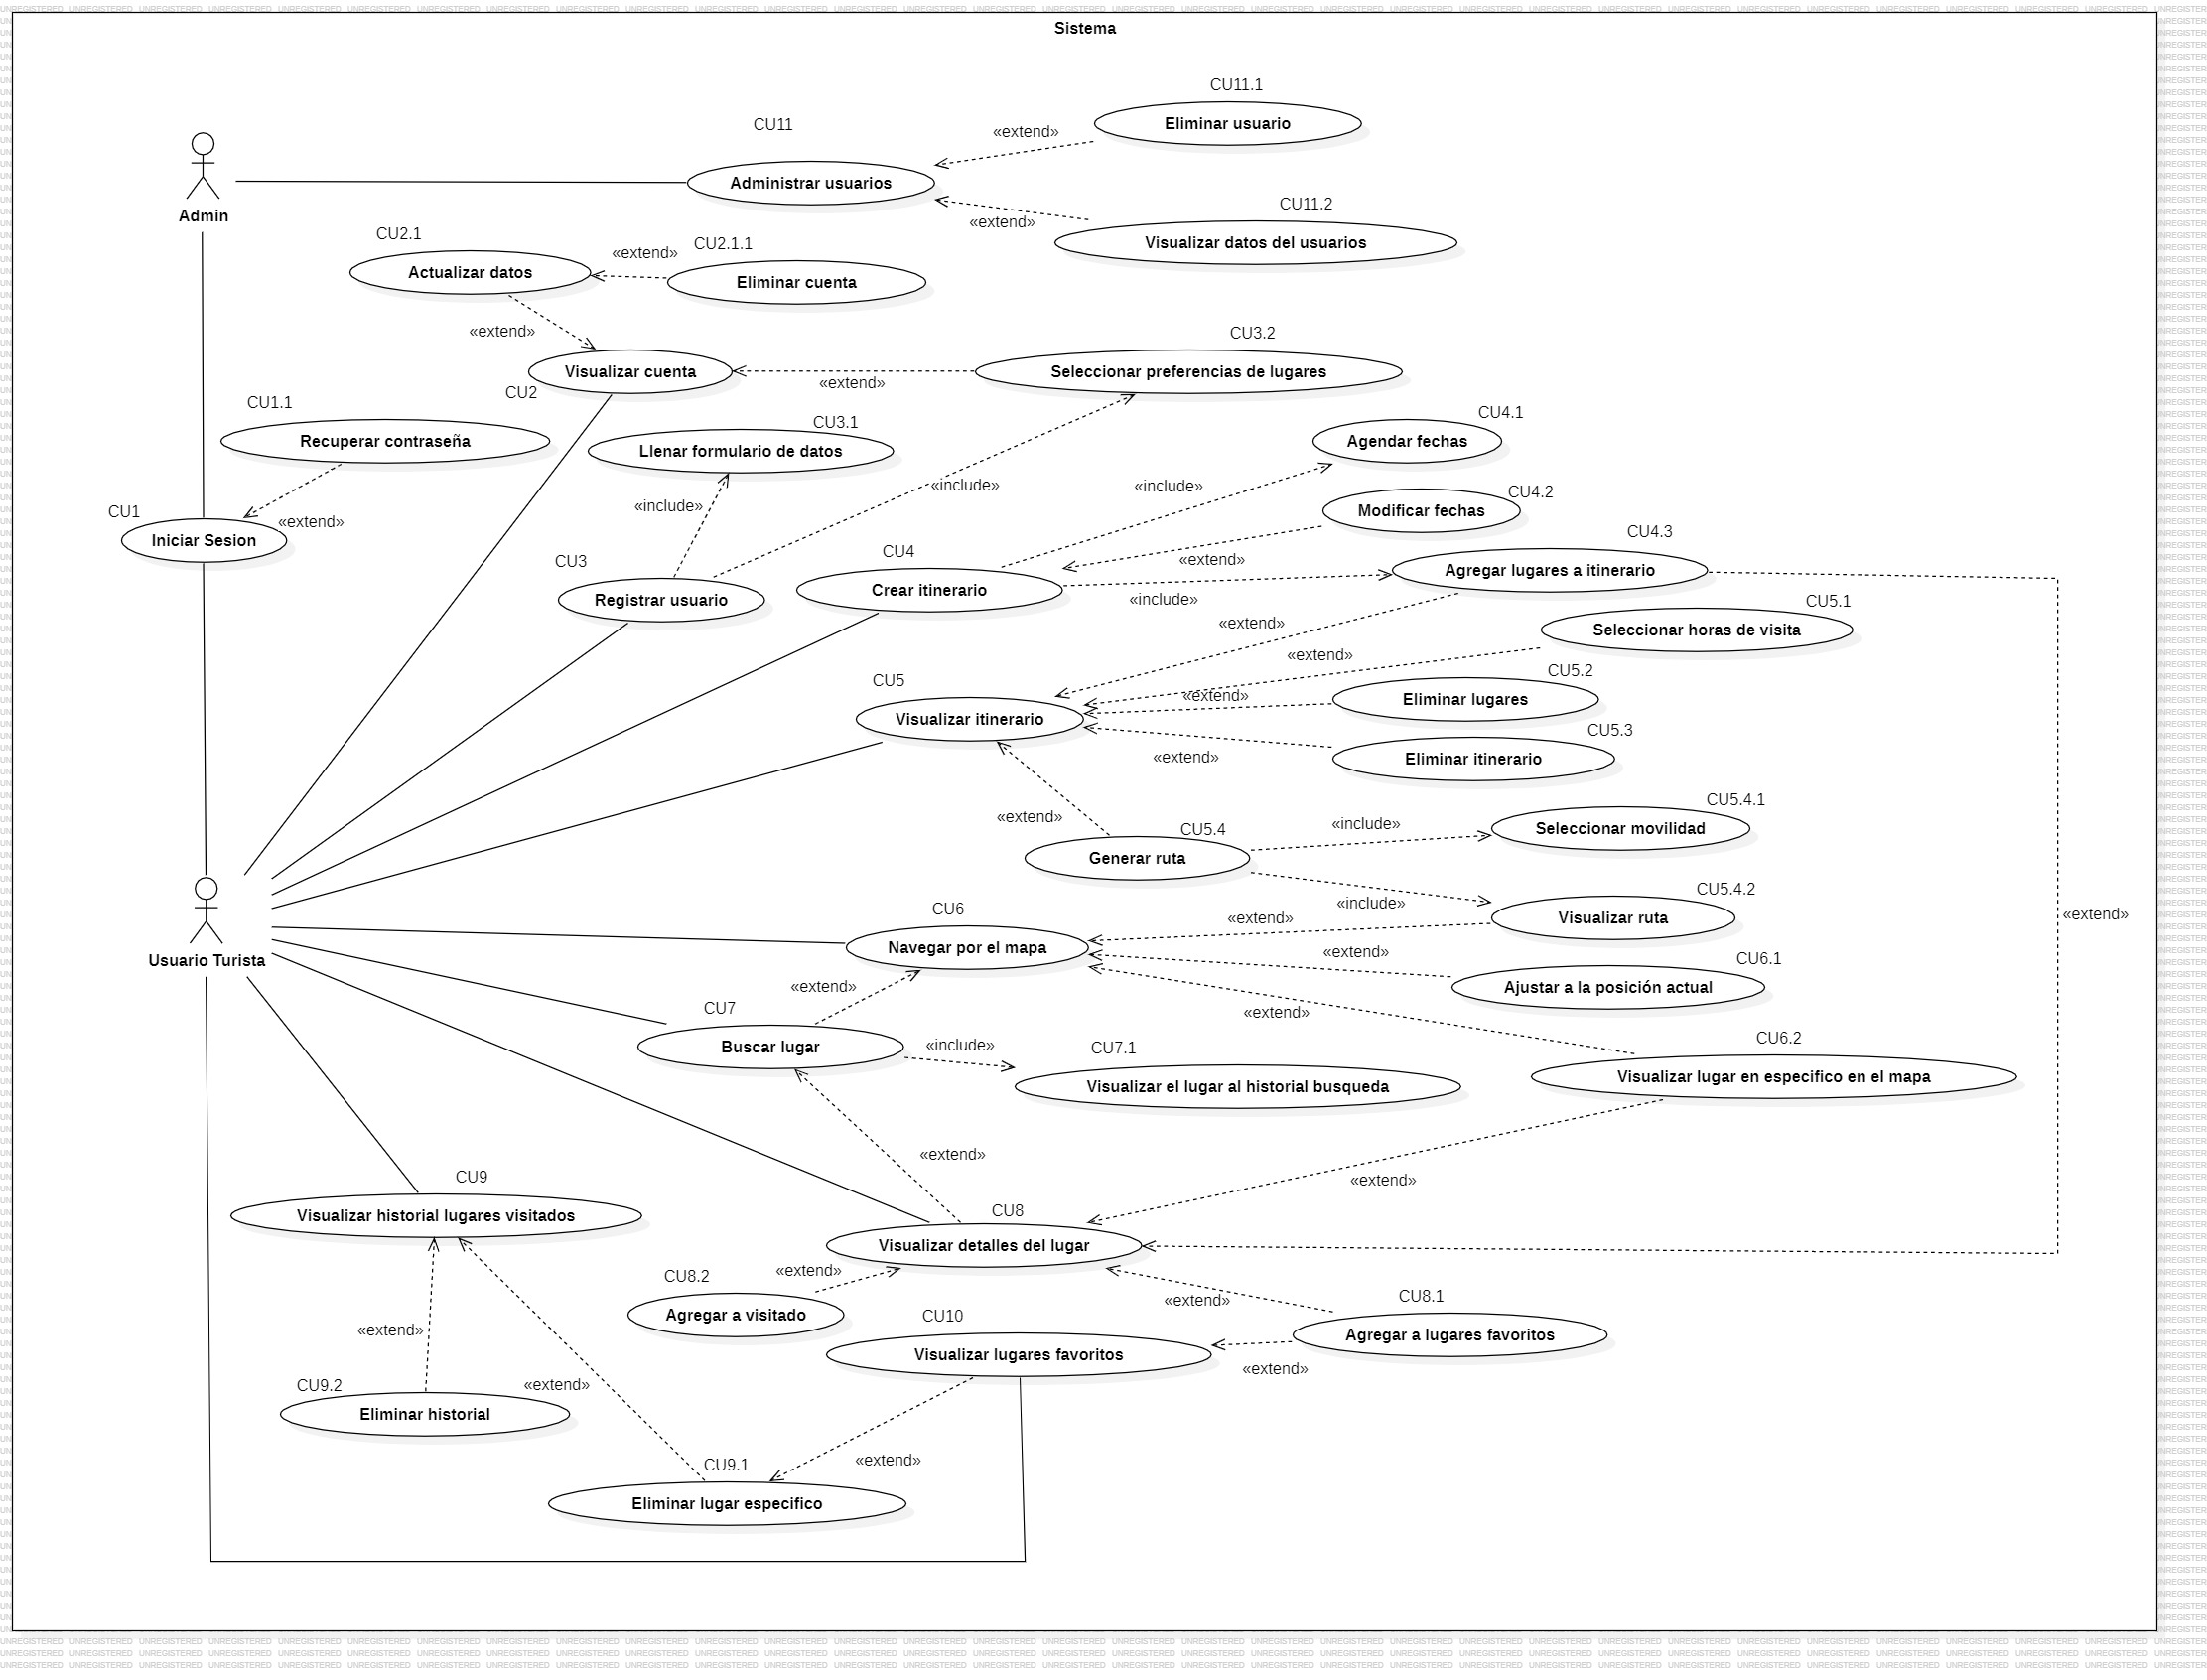 Sistema
CU11.1
Eliminar usuario
«extend»
CU11
Administrar usuarios
Admin
CU11.2
«extend»
Visualizar datos del usuarios
CU2.1
Actualizar datos
«extend»
CU2.1.1
Eliminar cuenta
«extend»
CU3.2
Visualizar cuenta
CU2
«extend»
Seleccionar preferencias de lugares
CU1.1
Recuperar contraseña
CU3.1
Llenar formulario de datos
CU4.1
Agendar fechas
CU1
«extend»
Iniciar Sesion
«include»
«include»
«include»
CU4.2
Modificar fechas
«extend»
CU3
Registrar usuario
CU4
Crear itinerario
CU4.3
Agregar lugares a itinerario
«include»
«extend»
CU5.1
Seleccionar horas de visita
«extend»
CU5
Visualizar itinerario
«extend»
CU5.2
Eliminar lugares
CU5.3
Eliminar itinerario
«extend»
«extend»
CU5.4
Generar ruta
«include»
CU5.4.1
Seleccionar movilidad
«include»
CU5.4.2
Visualizar ruta
«extend»
Usuario Turista
CU6
Navegar por el mapa
«extend»
«extend»
CU6.1
Ajustar a la posición actual
«extend»
«extend»
CU7
Buscar lugar
«include»
CU7.1
Visualizar el lugar al historial busqueda
CU6.2
Visualizar lugar en especifico en el mapa
«extend»
«extend»
CU9
Visualizar historial lugares visitados
CU8
Visualizar detalles del lugar
CU8.2
«extend»
Agregar a visitado
«extend»
CU8.1
Agregar a lugares favoritos
CU10
Visualizar lugares favoritos
«extend»
«extend»
CU9.2
Eliminar historial
«extend»
«extend»
CU9.1
Eliminar lugar especifico
UNREGISTERED